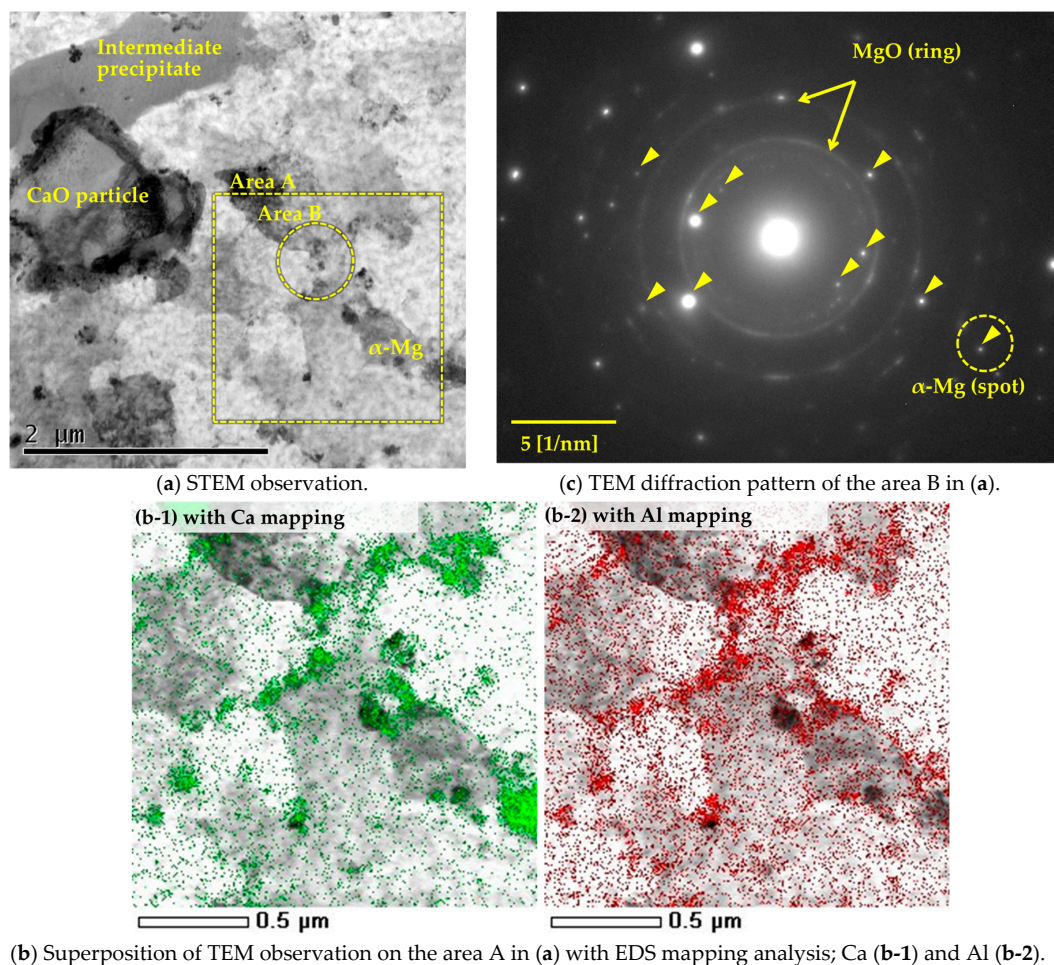 Intermediate
precipitate
CaO particle
Area A
Area B
α-Mg
2 μm
(a) STEM observation.
MgO (ring)
α-Mg (spot)
5 [1/nm]
(c) TEM diffraction pattern of the area B in (a).
(b-1) with Ca mapping
0.5 μm
(b-2) with Al mapping
0.5 μm
(b) Superposition of TEM observation on the area A in (a) with EDS mapping analysis; Ca (b-1) and Al (b-2).